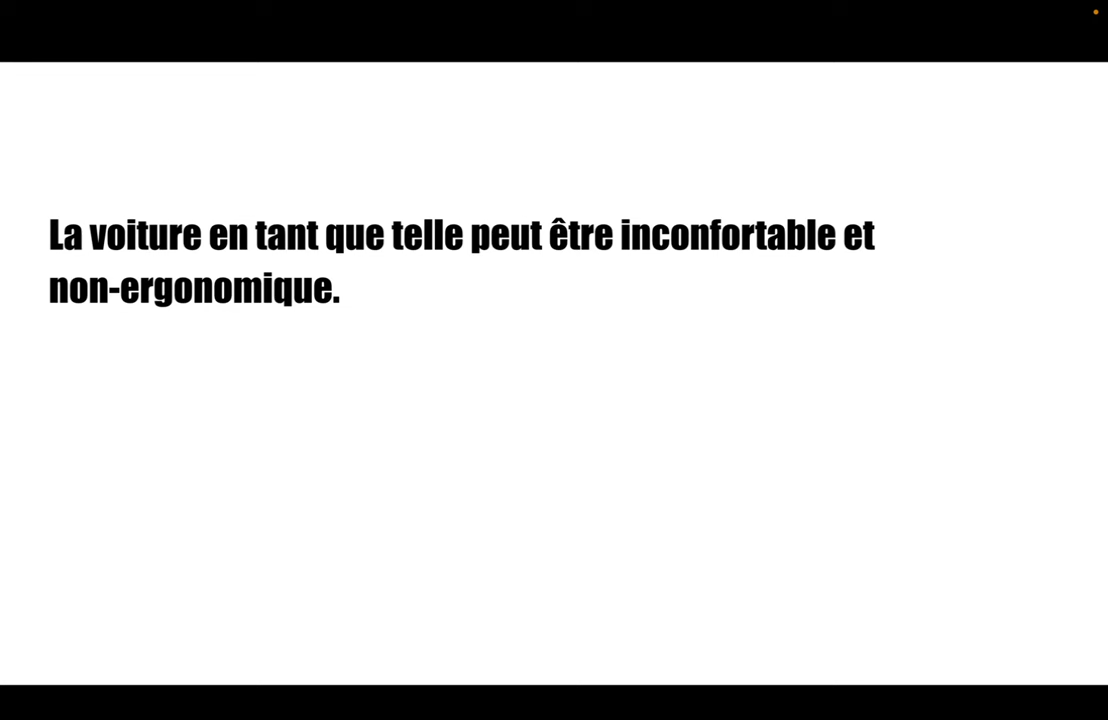 La voiture en tant que telle peut être inconfortable et
non-ergonomique.